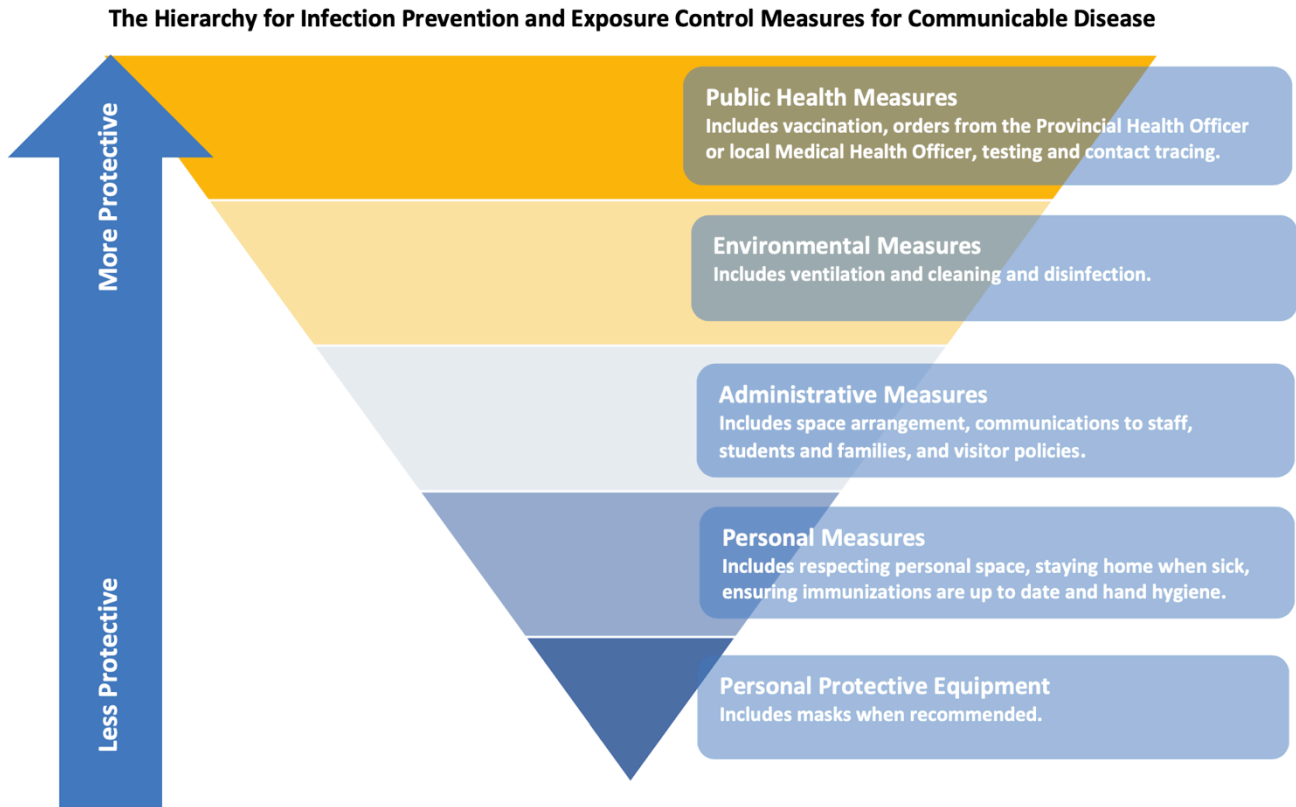 The Hierarchy for Infection Prevention and Exposure Control Measures for Communicable Disease
More Protective
Less Protective
Public Health Measures
Includes vaccination, orders from the Provincial Health Officer
or local Medical Health Officer, testing and contact tracing.
Environmental Measures
Includes ventilation and cleaning and disinfection.
Administrative Measures
Includes space arrangement, communications to staff,
students and families, and visitor policies.
Personal Measures
Includes respecting personal space, staying home when sick,
ensuring immunizations are up to date and hand hygiene.
Personal Protective Equipment
Includes masks when recommended.